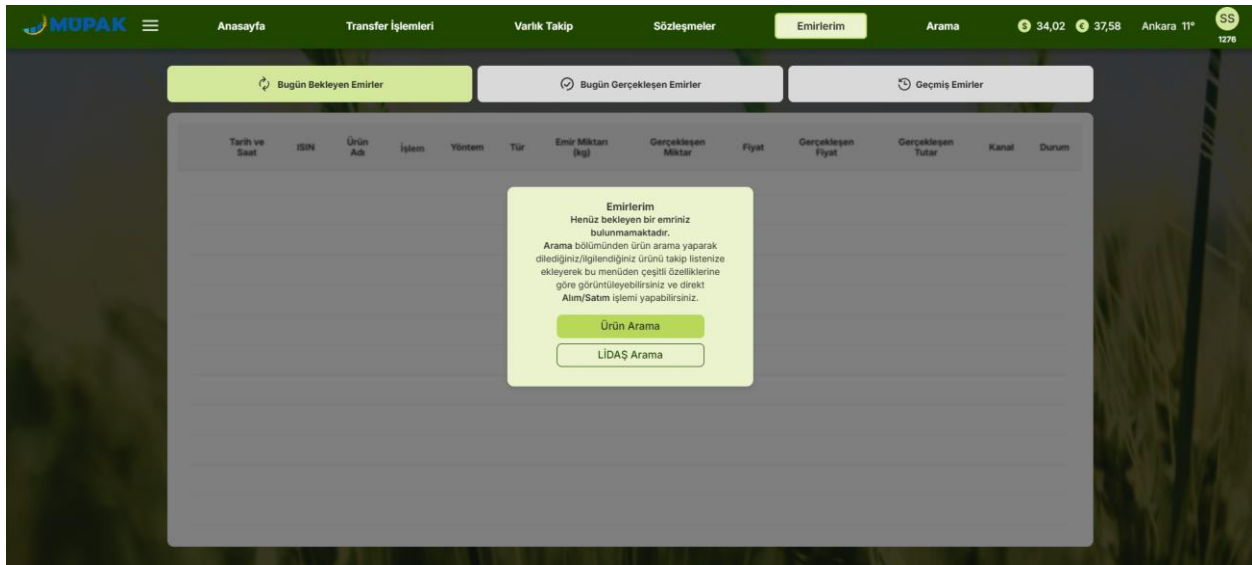 MÜPAK
Anasayfa
Transfer İşlemleri
Varlık Takip
Sözleşmeler
Emirlerim
Arama
$ 34,02 € 37,58
Ankara 11°
SS
1276
Bugün Bekleyen Emirler
Bugün Gerçekleşen Emirler
Geçmiş Emirler
Tarih ve
Saat
ISIN
Ürün
Adı
İşlem
Yöntem
Tür
Emir Miktarı
(kg)
Gerçekleşen
Miktar
Fiyat
Gerçekleşen
Fiyat
Gerçekleşen
Tutar
Kanal
Durum
Emirlerim
Henüz bekleyen bir emriniz
bulunmamaktadır.
Arama bölümünden ürün arama yaparak
dilediğiniz/ilgilendiğiniz ürünü takip listenize
ekleyerek bu menüden çeşitli özelliklerine
göre görüntüleyebilirsiniz ve direkt
Alım/Satım işlemi yapabilirsiniz.
Ürün Arama
LİDAŞ Arama